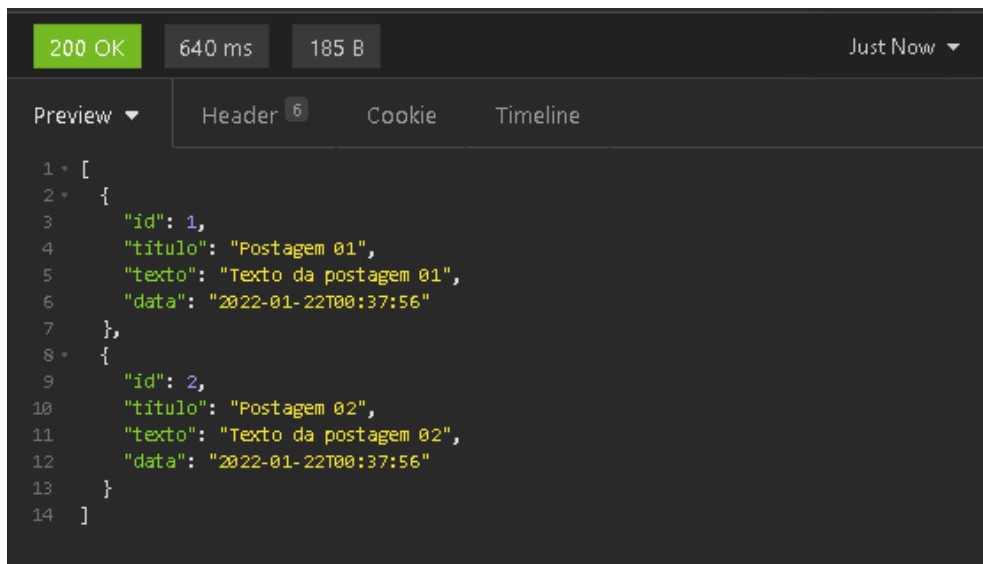 200 OK 640 ms 185 B Just Now
Preview Header 6 Cookie Timeline
1 [
2 {
3 "id": 1,
4 "titulo": "Postagem 01",
5 "texto": "Texto da postagem 01",
6 "data": "2022-01-22T00:37:56"
7 },
8 {
9 "id": 2,
10 "titulo": "Postagem 02",
11 "texto": "Texto da postagem 02",
12 "data": "2022-01-22T00:37:56"
13 }
14 ]